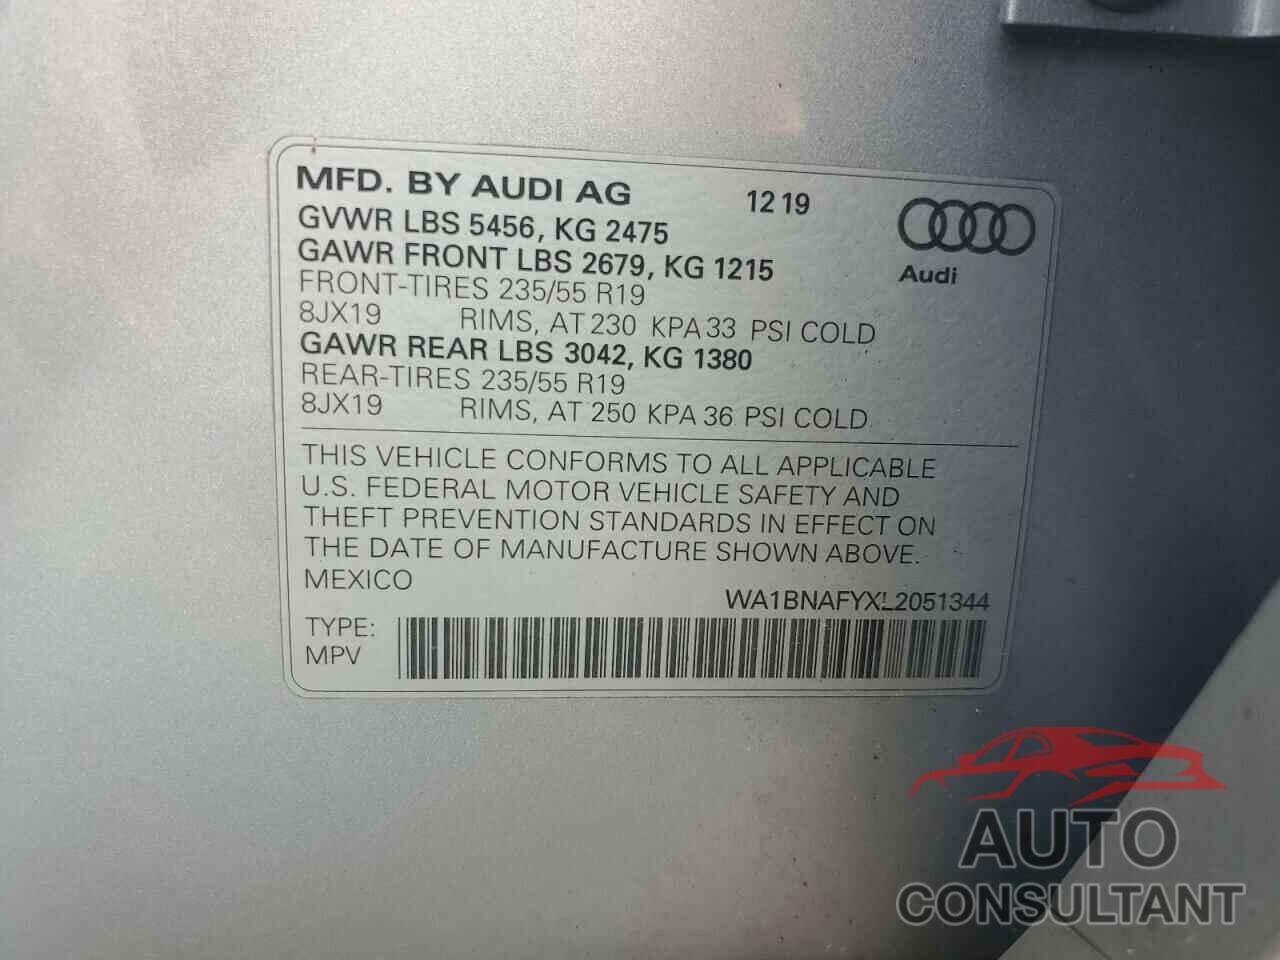 MFD. BY AUDI AG 12 19
GVWR LBS 5456, KG 2475
GAWR FRONT LBS 2679, KG 1215
Audi
FRONT-TIRES 235/55 R19
8JX19 RIMS, AT 230 KPA 33 PSI COLD
GAWR REAR LBS 3042, KG 1380
REAR-TIRES 235/55 R19
8JX19 RIMS, AT 250 KPA 36 PSI COLD
THIS VEHICLE CONFORMS TO ALL APPLICABLE
U.S. FEDERAL MOTOR VEHICLE SAFETY AND
THEFT PREVENTION STANDARDS IN EFFECT ON
THE DATE OF MANUFACTURE SHOWN ABOVE.
MEXICO
WA1BNAFYXL2051344
TYPE:
MPV
AUTO
CONSULTANT